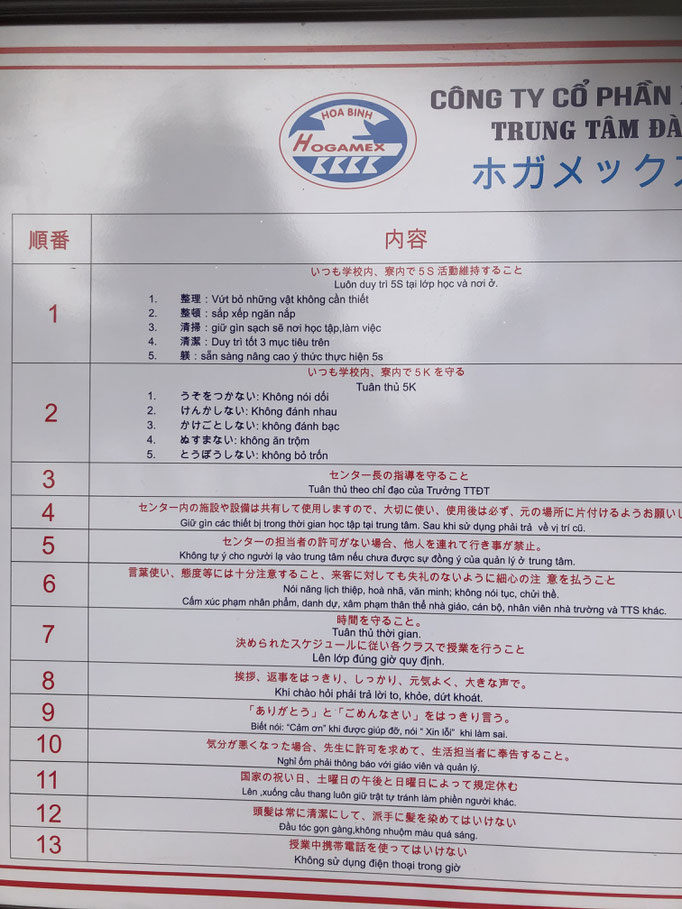 HOA BINH
HOGAMEX
CÔNG TY CỔ PHẦN
TRUNG TÂM ĐÀ
ホガメックス
順番
内容
1
いつも学校内、寮内で5S活動維持すること
Luôn duy trì 5S tại lớp học và nơi ở.
1. 整理 : Vứt bỏ những vật không cần thiết
2. 整頓 : sắp xếp ngăn nắp
3. 清掃 : giữ gìn sạch sẽ nơi học tập,làm việc
4. 清潔 : Duy trì tốt 3 mục tiêu trên
5. 躾 : sẵn sàng nâng cao ý thức thực hiện 5s
2
いつも学校内、寮内で5Kを守る
Tuân thủ 5K
1. うそをつかない: Không nói dối
2. けんかしない: Không đánh nhau
3. かけごとしない: không đánh bạc
4. ぬすまない: không ăn trộm
5. とうぼうしない: không bỏ trốn
3
センター長の指導を守ること
Tuân thủ theo chỉ đạo của Trưởng TTĐT
4
センター内の施設や設備は共有して使用しますので、大切に使い、使用後は必ず、元の場所に片付けるようお願いし
Giữ gìn các thiết bị trong thời gian học tập tại trung tâm. Sau khi sử dụng phải trả về vị trí cũ.
5
センターの担当者の許可がない場合、他人を連れて行き事が禁止。
Không tự ý cho người lạ vào trung tâm nếu chưa được sự đồng ý của quản lý ở trung tâm.
6
言葉使い、態度等には十分注意すること、来客に対しても失礼のないように細心の注 意を払うこと
Nói năng lịch thiệp, hoà nhã, văn minh; không nói tục, chửi thề.
Cấm xúc phạm nhân phẩm, danh dự, xâm phạm thân thể nhà giáo, cán bộ, nhân viên nhà trường và TTS khác.
7
時間を守ること。
Tuân thủ thời gian.
決められたスケジュールに従い各クラスで授業を行うこと
Lên lớp đúng giờ quy định.
8
挨拶、返事をはっきり、しっかり、元気よく、大きな声で。
Khi chào hỏi phải trả lời to, khỏe, dứt khoát.
9
「ありがとう」と「ごめんなさい」をはっきり言う。
Biết nói: "Cảm ơn" khi được giúp đỡ, nói " Xin lỗi" khi làm sai.
10
気分が悪くなった場合、先生に許可を求めて、生活担当者に奉告すること。
Nghỉ ốm phải thông báo với giáo viên và quản lý.
11
国家の祝い日、土曜日の午後と日曜日によって規定休む
Lên ,xuống cầu thang luôn giữ trật tự tránh làm phiền người khác.
12
頭髪は常に清潔にして、派手に髪を染めてはいけない
Đầu tóc gọn gàng,không nhuộm màu quá sáng.
13
授業中携帯電話を使ってはいけない
Không sử dụng điện thoại trong giờ